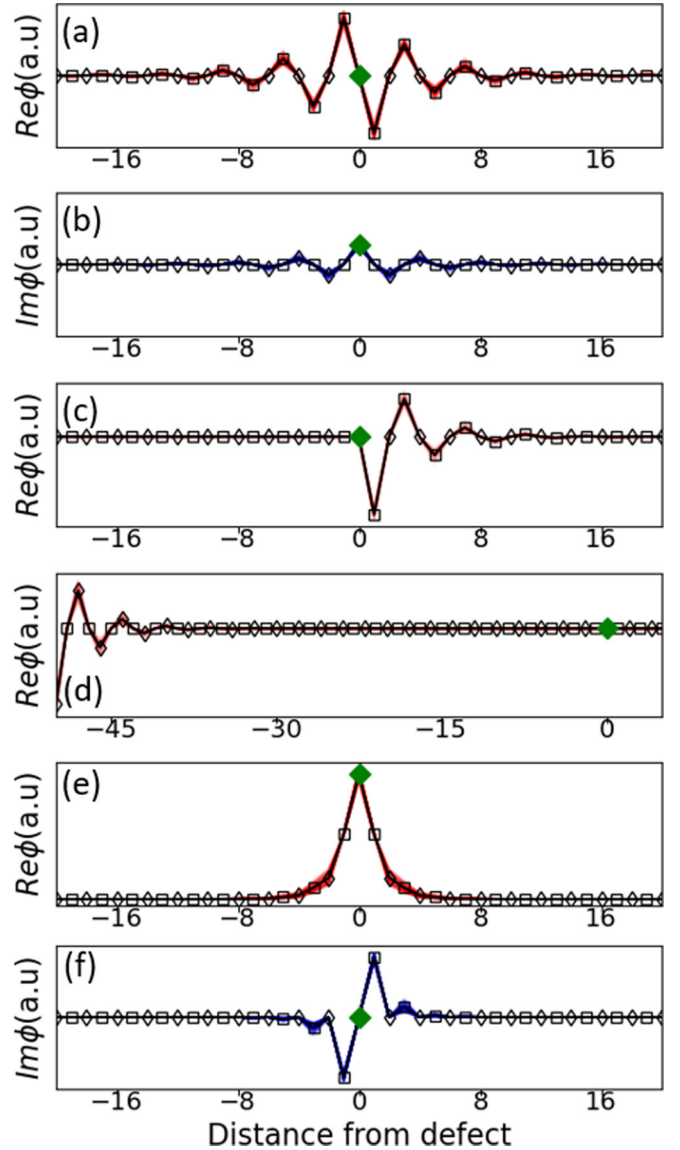 (a)
Reϕ(a.u)
−16 −8 0 8 16
(b)
Imϕ(a.u)
−16 −8 0 8 16
(c)
Reϕ(a.u)
−16 −8 0 8 16
Reϕ(a.u)
(d)
−45 −30 −15 0
(e)
Reϕ(a.u)
−16 −8 0 8 16
(f)
Imϕ(a.u)
−16 −8 0 8 16
Distance from defect